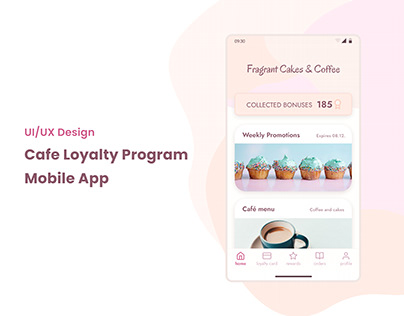 UI/UX Design
Cafe Loyalty Program
Mobile App
09:30
Fragrant Cakes & Coffee
COLLECTED BONUSES 185
Weekly Promotions Expires 08.12.
Café menu Coffee and cakes
home loyalty card rewards orders profile